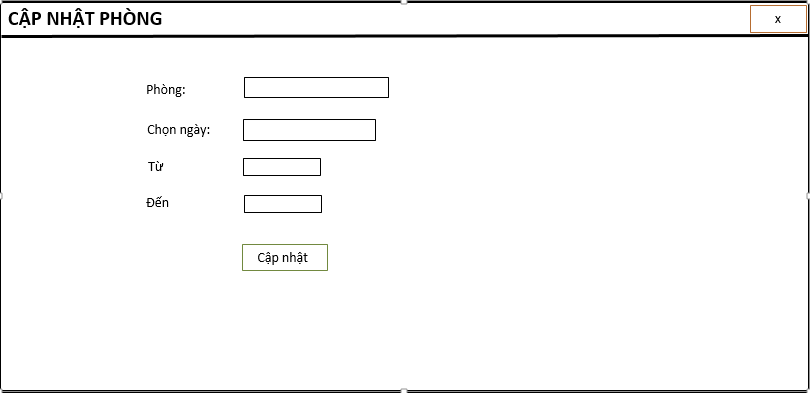 CẬP NHẬT PHÒNG
x
Phòng:
Chọn ngày:
Từ
Đến
Cập nhật